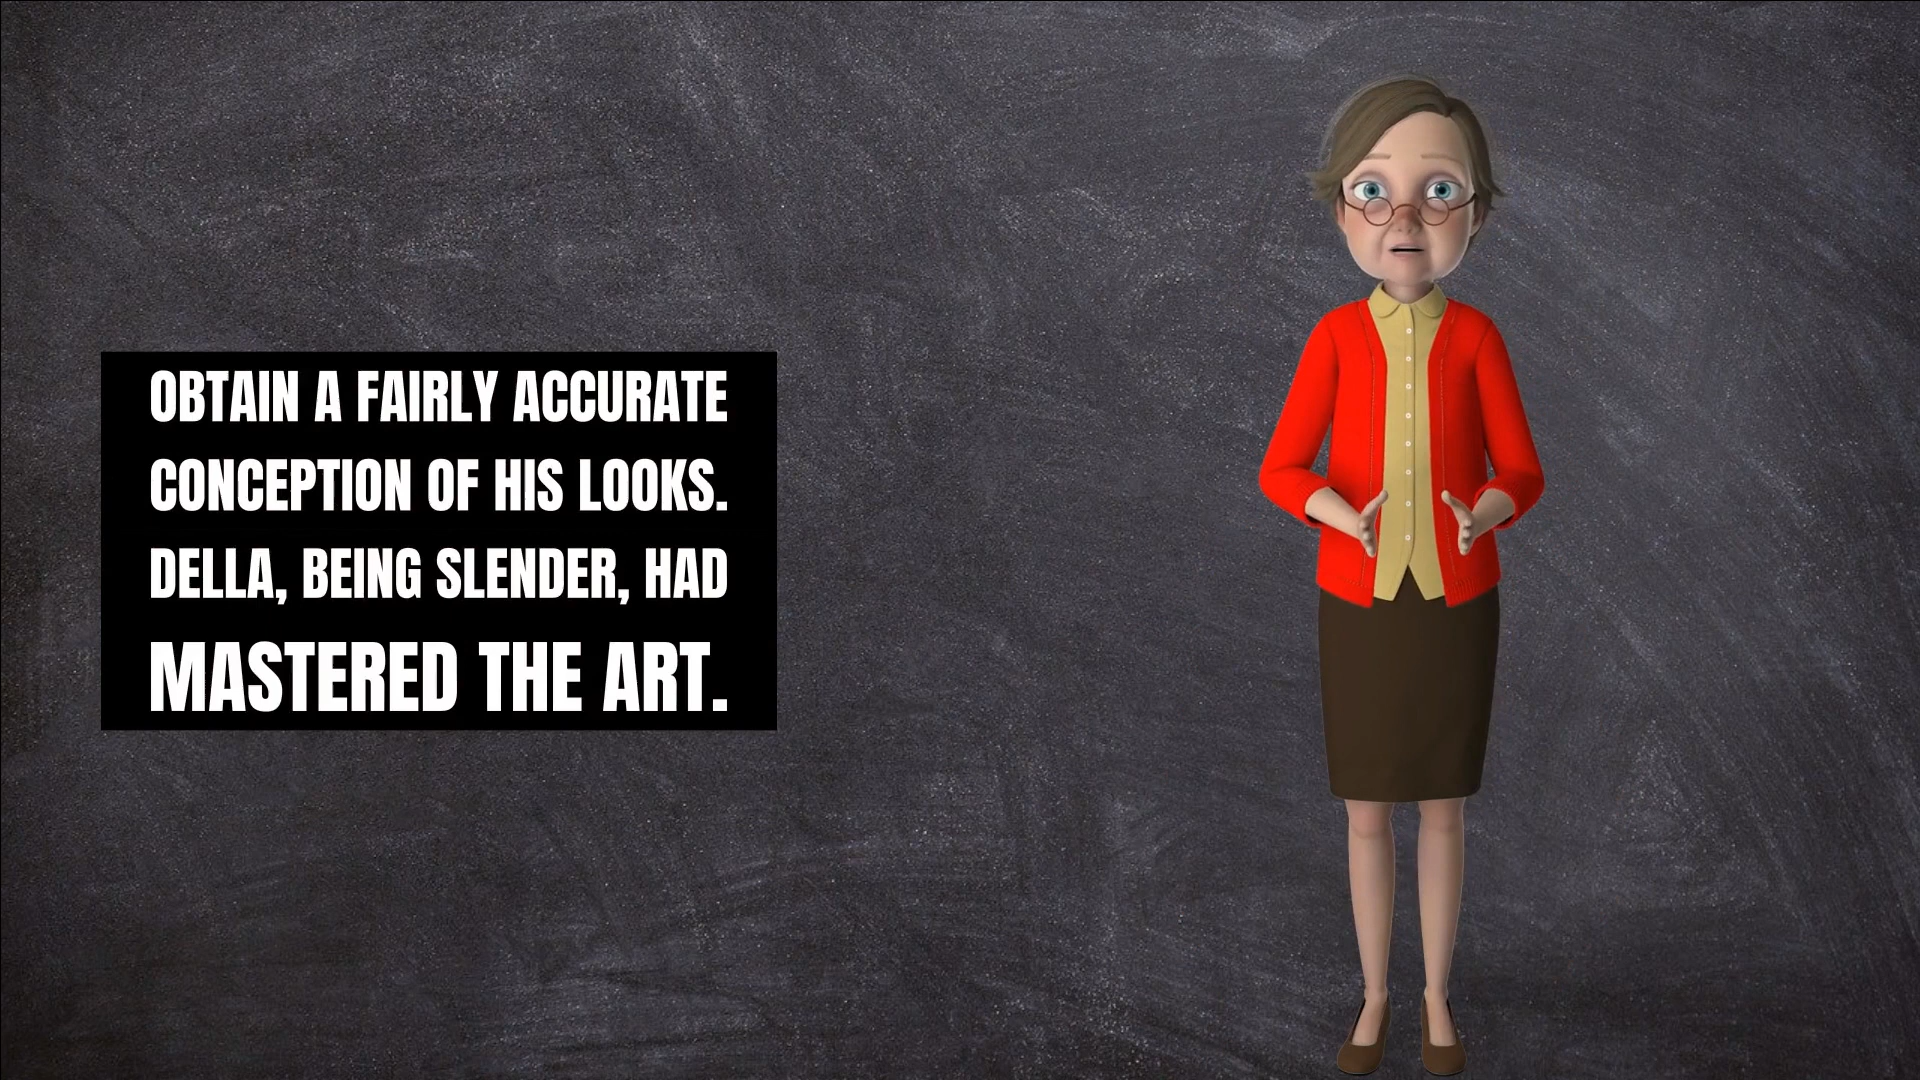 OBTAIN A FAIRLY ACCURATE
CONCEPTION OF HIS LOOKS.
DELLA, BEING SLENDER, HAD
MASTERED THE ART.